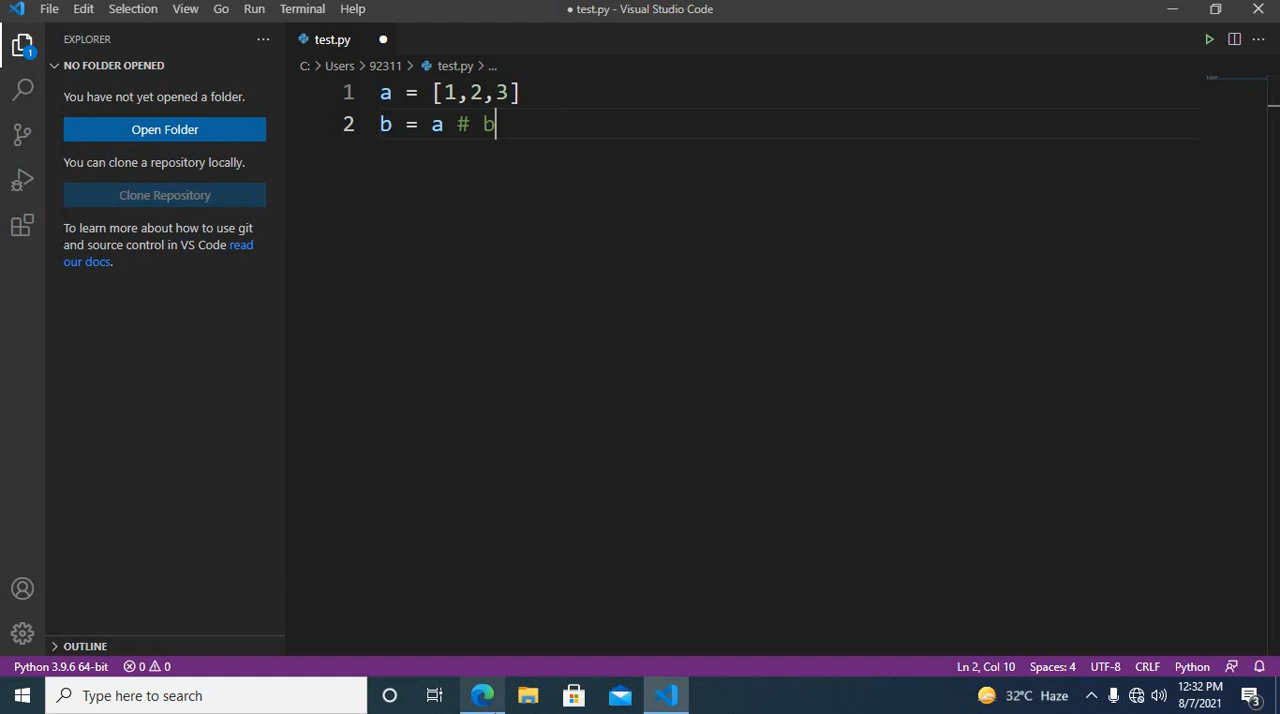 File Edit Selection View Go Run Terminal Help ● test.py - Visual Studio Code
EXPLORER ··· test.py ●
NO FOLDER OPENED
C: > Users > 92311 > test.py > ...
You have not yet opened a folder.
Open Folder
You can clone a repository locally.
Clone Repository
To learn more about how to use git
and source control in VS Code read
our docs.
1 a = [1,2,3]
2 b = a # b
1
OUTLINE
Python 3.9.6 64-bit 0 0 Ln 2, Col 10 Spaces: 4 UTF-8 CRLF Python
Type here to search 32°C Haze 12:32 PM
8/7/2021 3